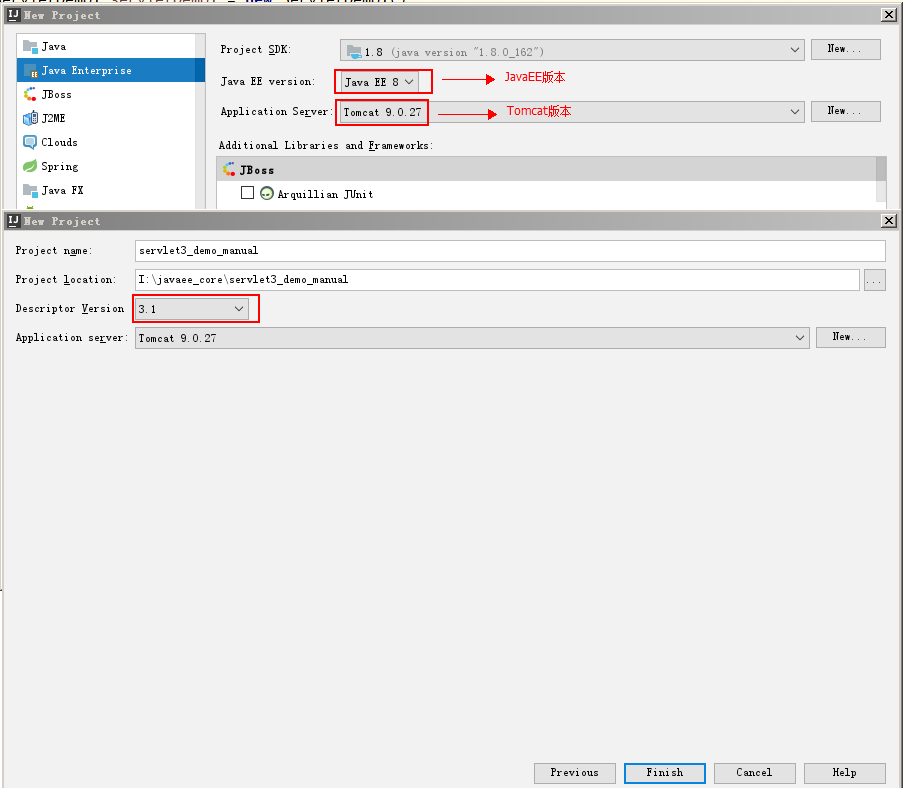 New Project
Java
Java Enterprise
JBoss
J2ME
Clouds
Spring
Java FX
Project SDK: 1.8 (java version "1.8.0_162") New...
Java EE version: Java EE 8 JavaEE版本
Application Server: Tomcat 9.0.27 Tomcat版本 New...
Additional Libraries and Frameworks:
JBoss
Arquillian JUnit
New Project
Project name: servlet3_demo_manual
Project location: I:\javaee_core\servlet3_demo_manual ...
Descriptor Version 3.1
Application server: Tomcat 9.0.27 New...
Previous Finish Cancel Help